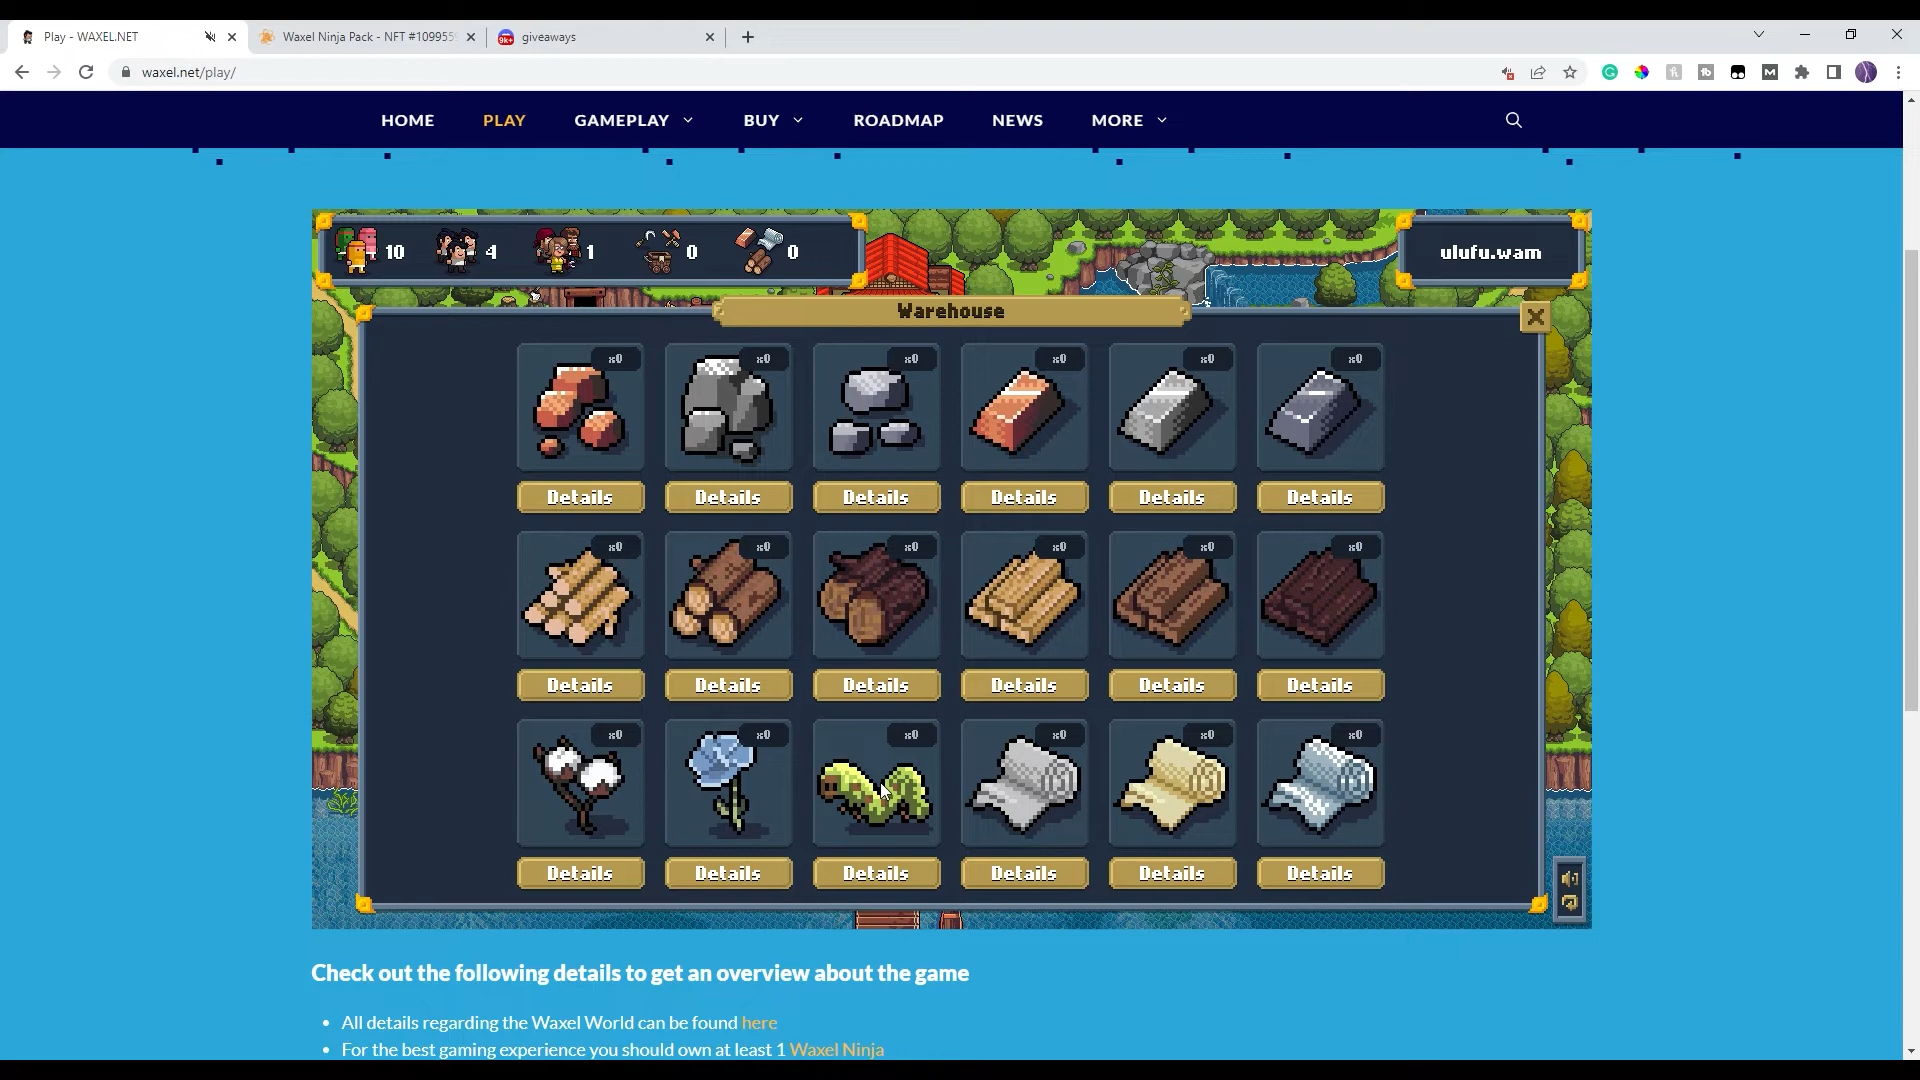 Play - WAXEL.NET
Waxel Ninja Pack - NFT #1099559
9k+
giveaways
waxel.net/play/
HOME
PLAY
GAMEPLAY
BUY
ROADMAP
NEWS
MORE
10
4
1
0
0
ulufu.wam
Warehouse
x0 x0 x0 x0 x0 x0
Details Details Details Details Details Details
x0 x0 x0 x0 x0 x0
Details Details Details Details Details Details
x0 x0 x0 x0 x0 x0
Details Details Details Details Details Details
Check out the following details to get an overview about the game
• All details regarding the Waxel World can be found here
• For the best gaming experience you should own at least 1 Waxel Ninja